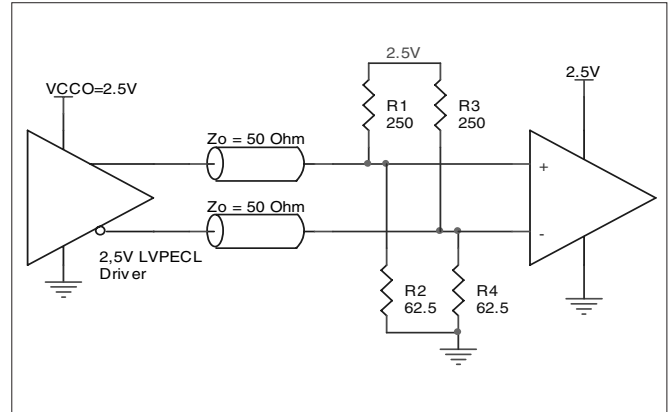 2.5V
VCCO=2.5V
2.5V
R1
250
R3
250
Zo = 50 Ohm
+
Zo = 50 Ohm
-
2,5V LVPECL
Driver
R2
62.5
R4
62.5